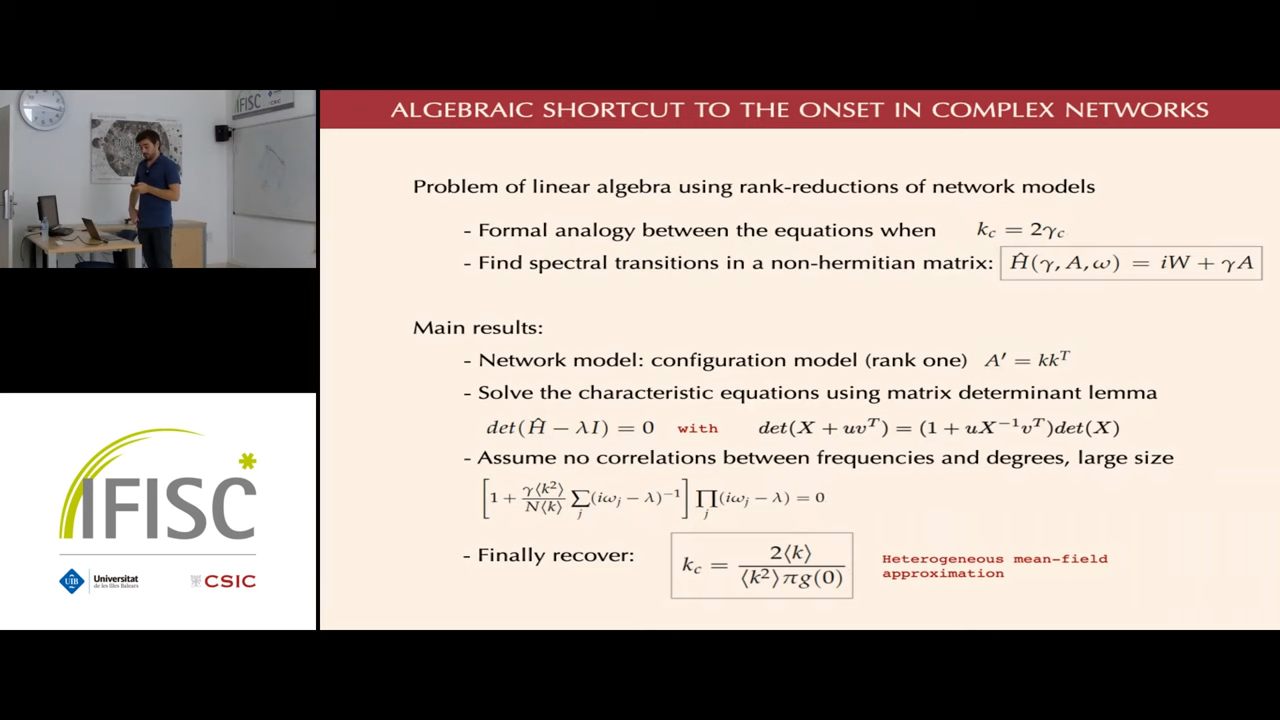 IFISC
ALGEBRAIC SHORTCUT TO THE ONSET IN COMPLEX NETWORKS
Problem of linear algebra using rank-reductions of network models
- Formal analogy between the equations when k_c = 2γ_c
- Find spectral transitions in a non-hermitian matrix: Ĥ(γ, A, ω) = iW + γA
Main results:
- Network model: configuration model (rank one) A′ = kk^T
- Solve the characteristic equations using matrix determinant lemma
det(Ĥ − λI) = 0 with det(X + uv^T) = (1 + uX^{−1}v^T)det(X)
- Assume no correlations between frequencies and degrees, large size
[1 + γ⟨k²⟩/N⟨k⟩ ∑_j (iω_j − λ)^{−1}] ∏_j (iω_j − λ) = 0
- Finally recover: k_c = 2⟨k⟩/⟨k²⟩πg(0) Heterogeneous mean-field
approximation
IFISC
UIB Universitat
de les Illes Balears
CSIC